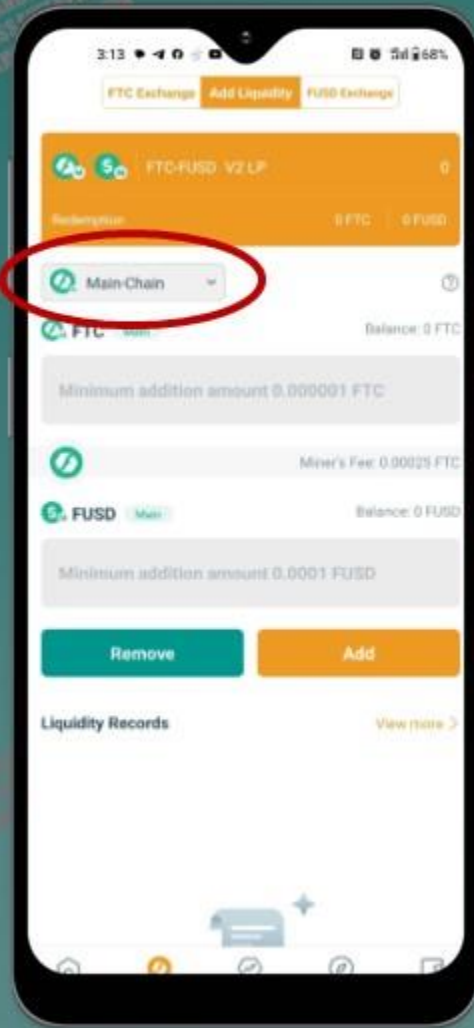 3:13
68%
FTC Exchange Add Liquidity FUSD Exchange
FTC-FUSD V2 LP 0
Redemption 0 FTC 0 FUSD
Main-Chain
FTC Main Balance: 0 FTC
Minimum addition amount 0.000001 FTC
Miner's Fee: 0.00025 FTC
FUSD Main Balance: 0 FUSD
Minimum addition amount 0.0001 FUSD
Remove Add
Liquidity Records View more >